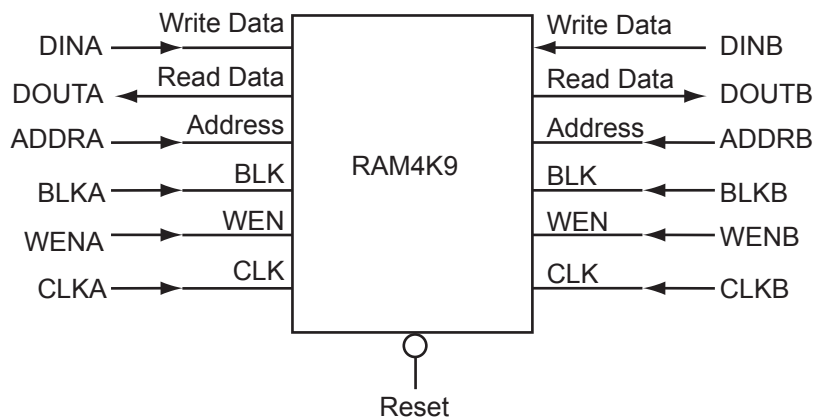 DINA Write Data Write Data DINB
DOUTA Read Data Read Data DOUTB
ADDRA Address Address ADDRB
RAM4K9
BLKA BLK BLK BLKB
WENA WEN WEN WENB
CLKA CLK CLK CLKB
Reset